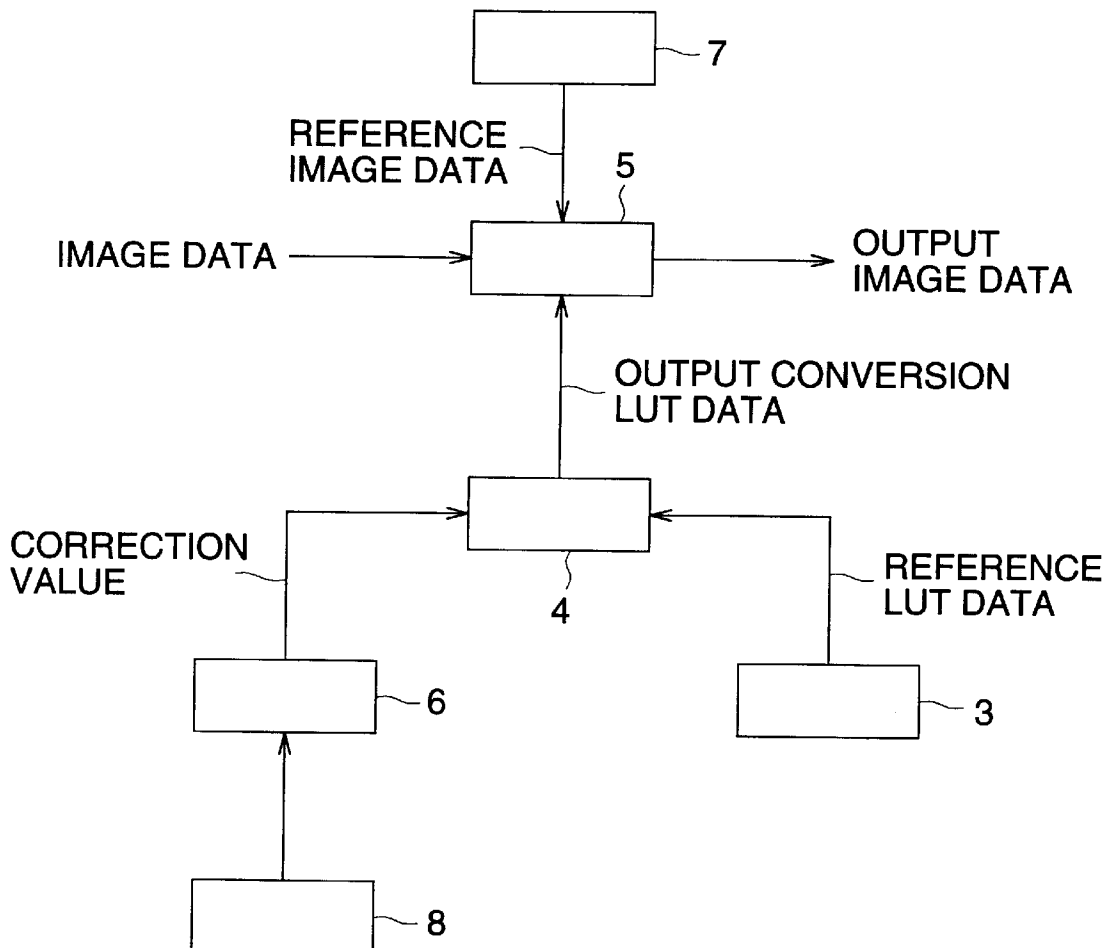 7
REFERENCE
IMAGE DATA
5
IMAGE DATA
OUTPUT
IMAGE DATA
OUTPUT CONVERSION
LUT DATA
CORRECTION
VALUE
4
REFERENCE
LUT DATA
6
3
8